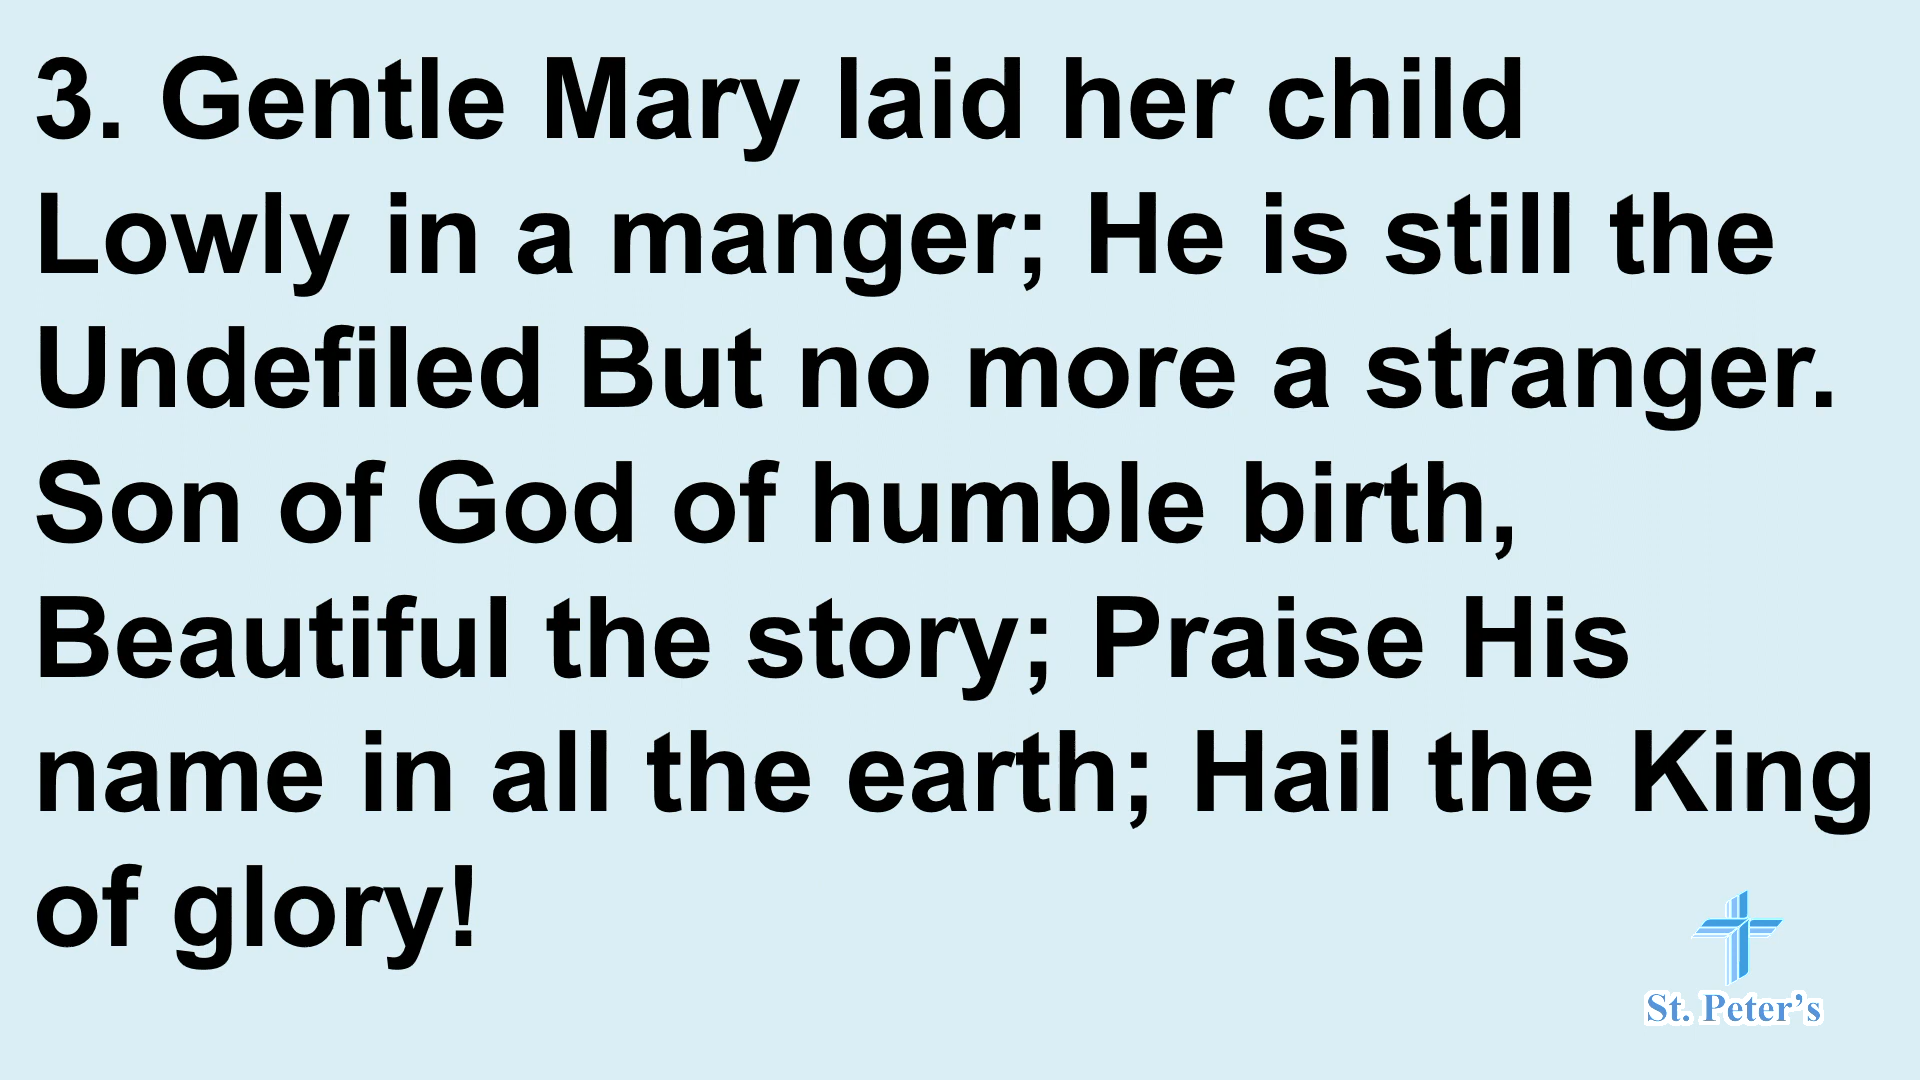 3. Gentle Mary laid her child
Lowly in a manger; He is still the
Undefiled But no more a stranger.
Son of God of humble birth,
Beautiful the story; Praise His
name in all the earth; Hail the King
of glory!
St. Peter’s